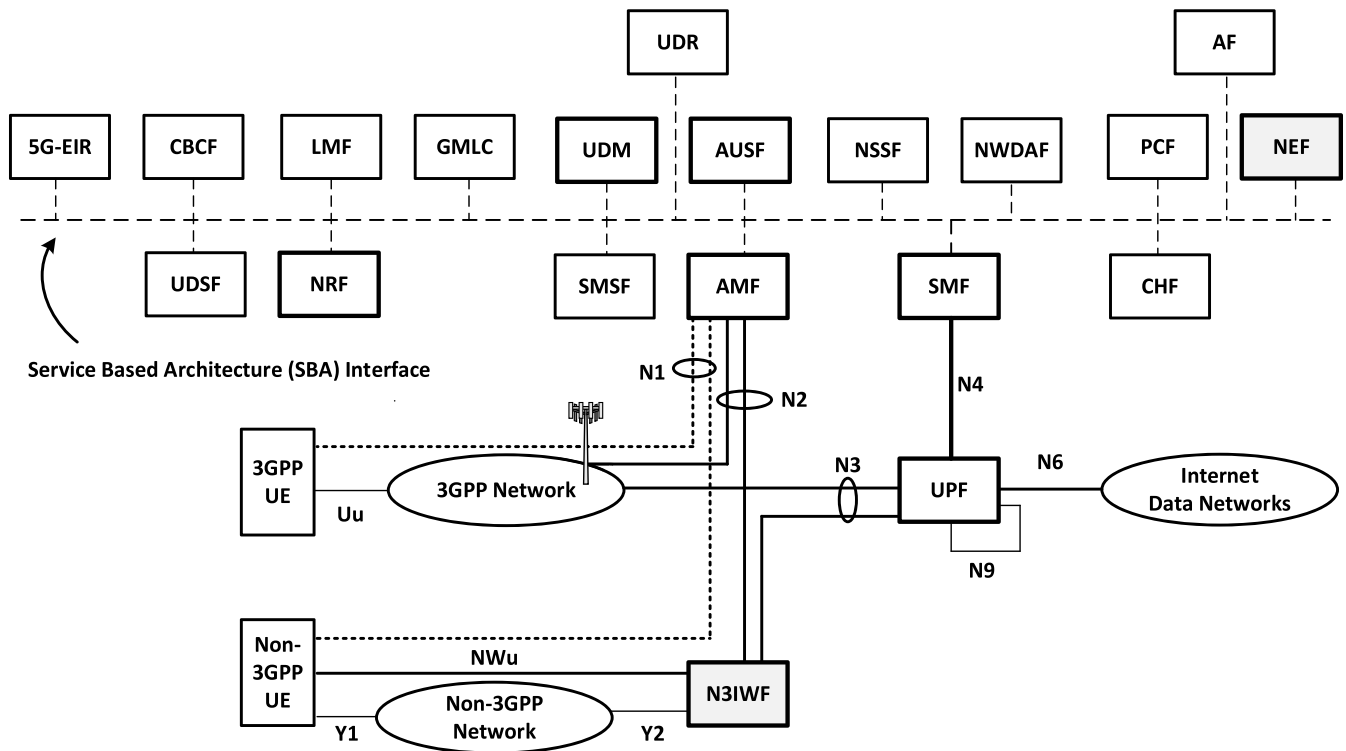 UDR
AF
5G-EIR
CBCF
LMF
GMLC
UDM
AUSF
NSSF
NWDAF
PCF
NEF
UDSF
NRF
SMSF
AMF
SMF
CHF
Service Based Architecture (SBA) Interface
N1
N2
N4
3GPP
UE
Uu
3GPP Network
N3
UPF
N6
Internet
Data Networks
N9
Non-
3GPP
UE
NWu
Non-3GPP
Network
Y1
Y2
N3IWF